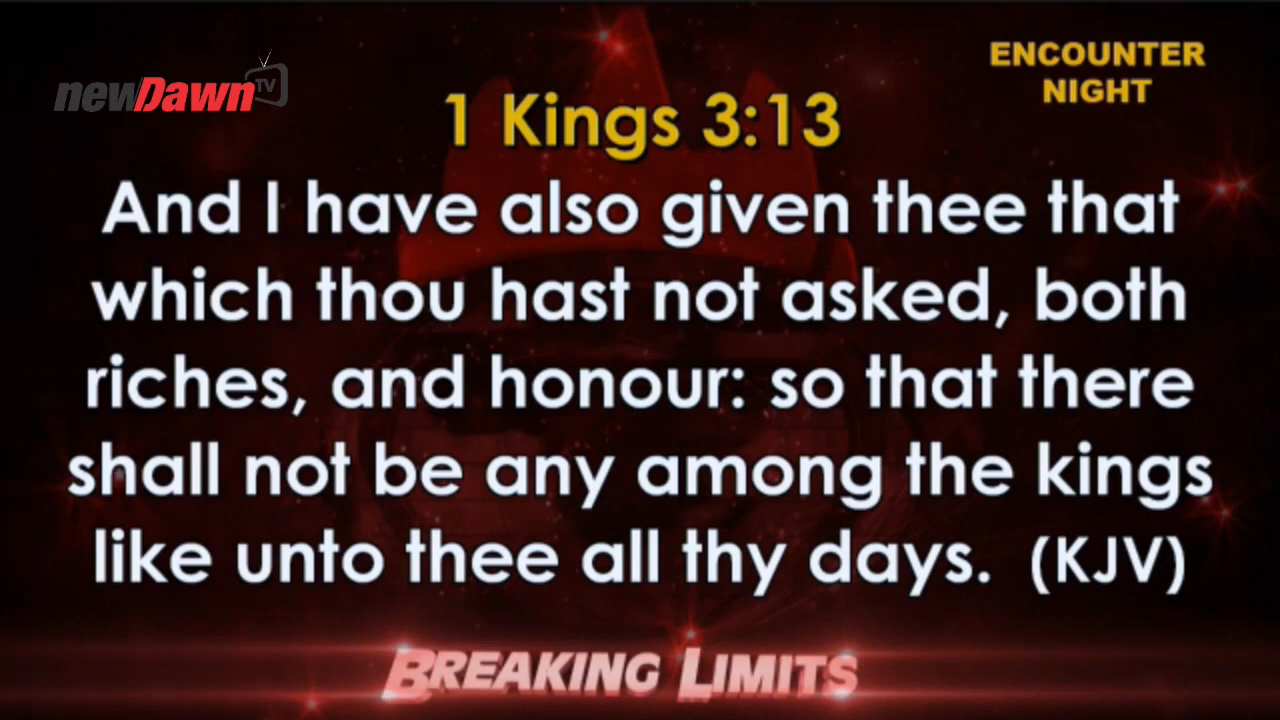 newDawn TV
ENCOUNTER
NIGHT
1 Kings 3:13
And I have also given thee that
which thou hast not asked, both
riches, and honour: so that there
shall not be any among the kings
like unto thee all thy days. (KJV)
BREAKING LIMITS